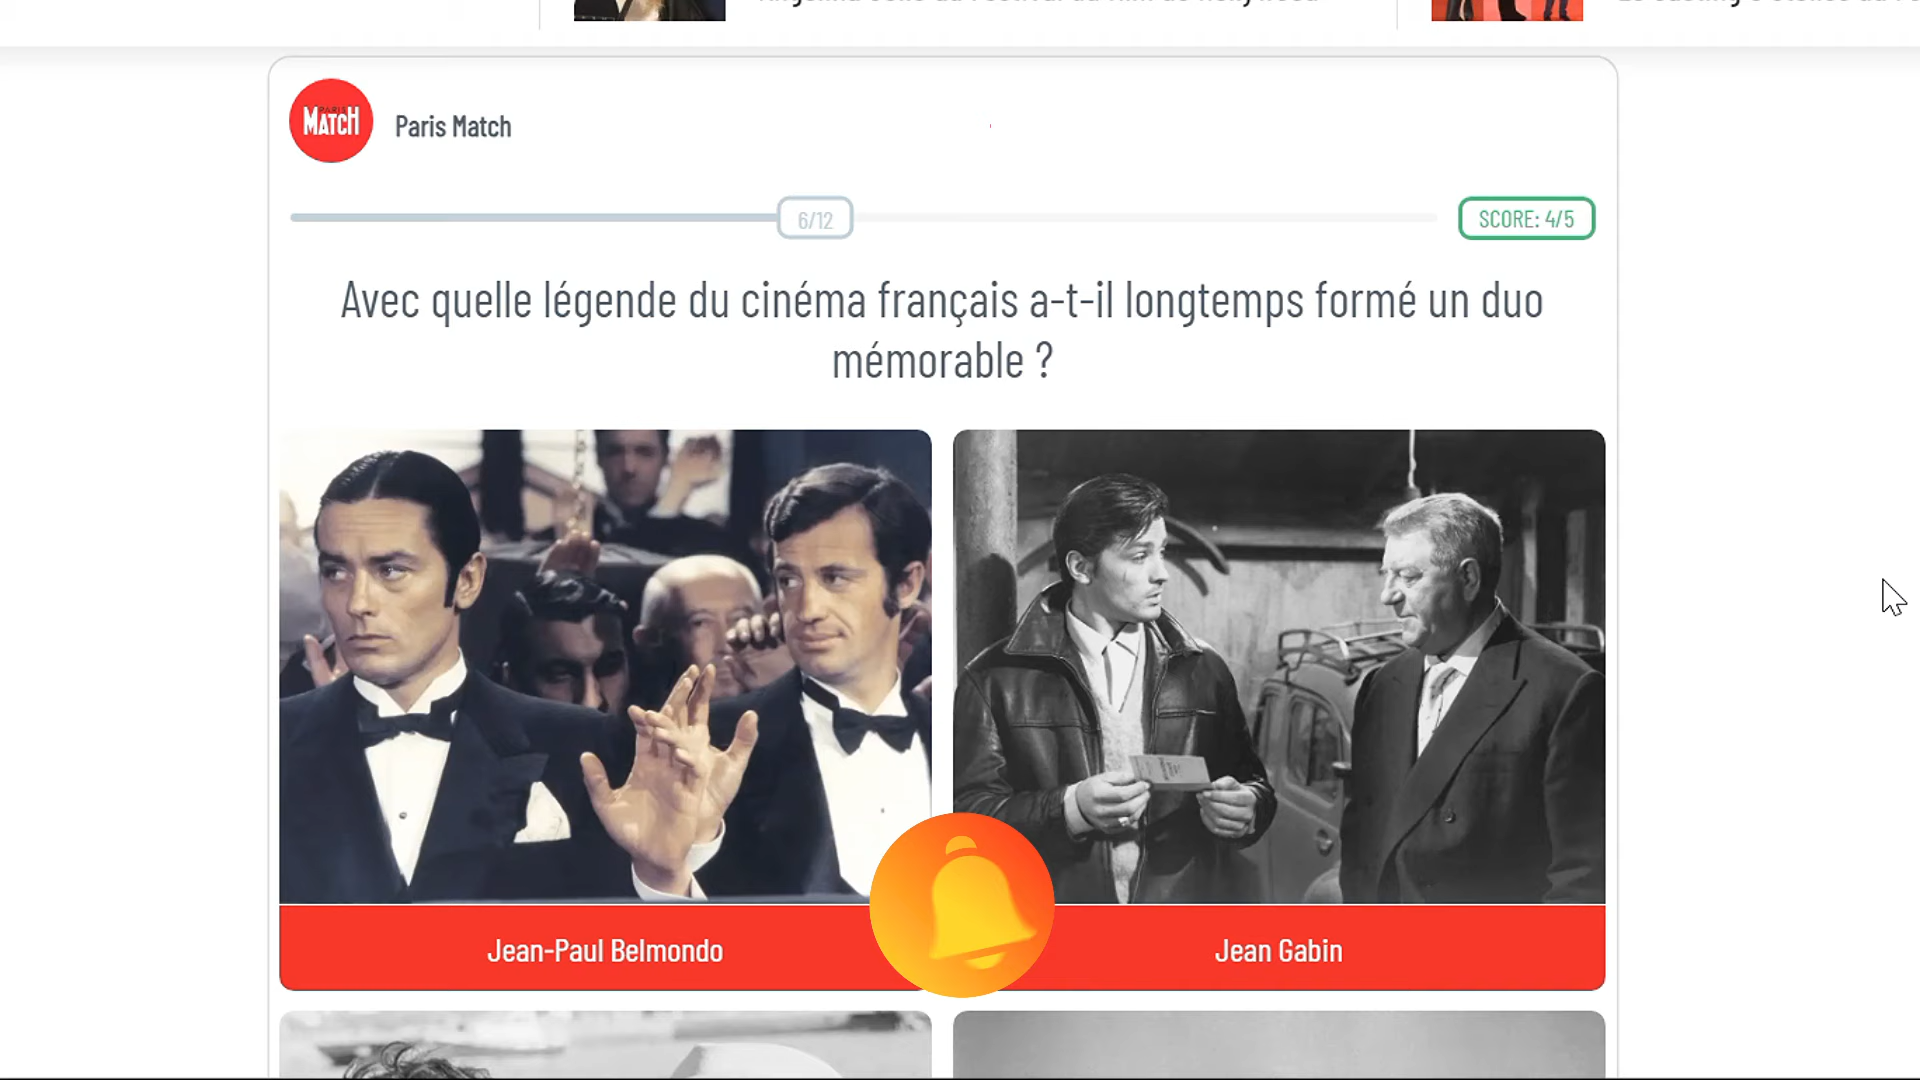 PARIS
MATCH
Paris Match
6/12
SCORE: 4/5
Avec quelle légende du cinéma français a-t-il longtemps formé un duo
mémorable ?
Jean-Paul Belmondo
Jean Gabin